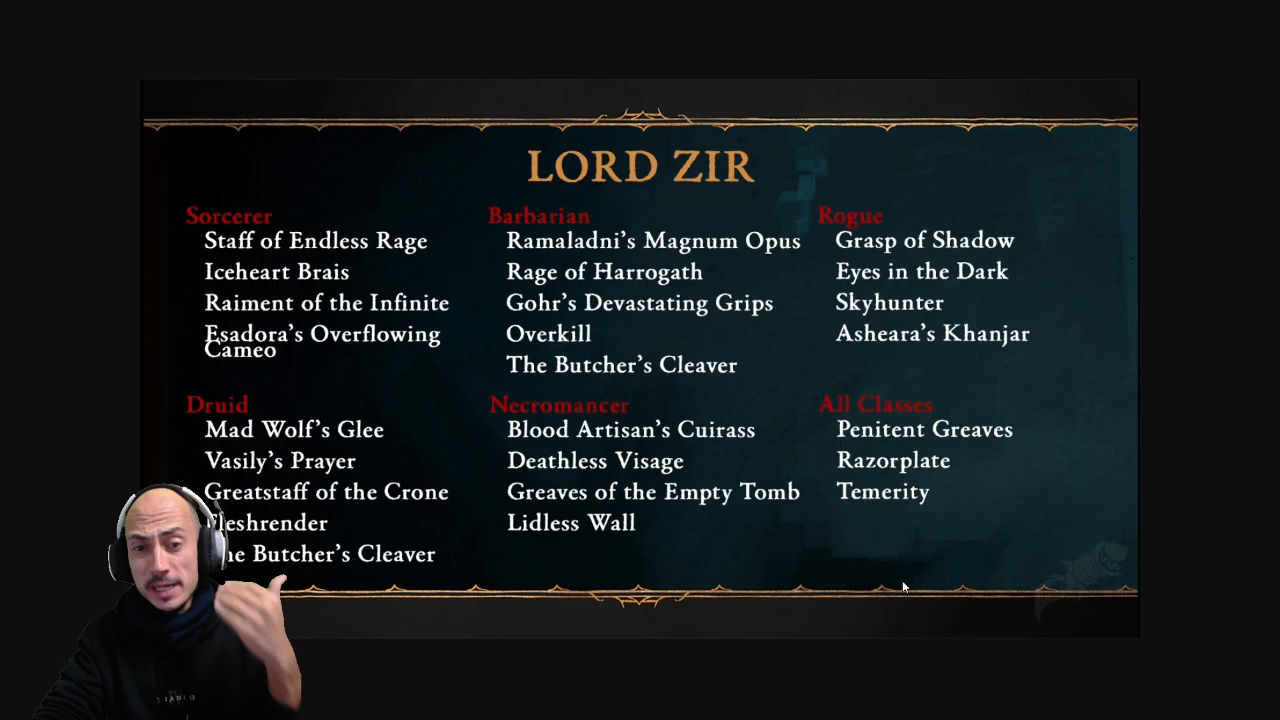 LORD ZIR
Sorcerer
Staff of Endless Rage
Iceheart Brais
Raiment of the Infinite
Esadora's Overflowing
Cameo
Barbarian
Ramaladni's Magnum Opus
Rage of Harrogath
Gohr's Devastating Grips
Overkill
The Butcher's Cleaver
Rogue
Grasp of Shadow
Eyes in the Dark
Skyhunter
Asheara's Khanjar
Druid
Mad Wolf's Glee
Vasily's Prayer
Greatstaff of the Crone
Fleshrender
The Butcher's Cleaver
Necromancer
Blood Artisan's Cuirass
Deathless Visage
Greaves of the Empty Tomb
Lidless Wall
All Classes
Penitent Greaves
Razorplate
Temerity